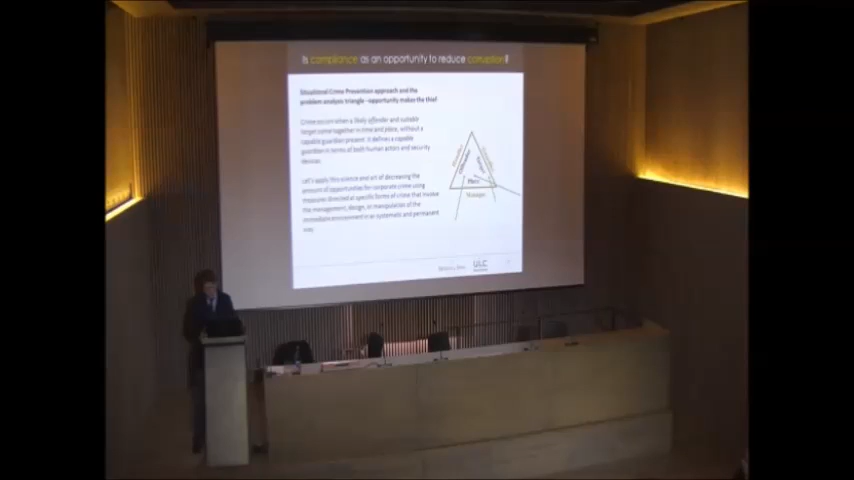 Is compliance as an opportunity to reduce corruption?
Situational Crime Prevention approach and the
problem analysis triangle - opportunity makes the thief
Crime occurs when a likely offender and suitable
target come together in time and place, without a
capable guardian present. It defines a capable
guardian in terms of both human actors and security
devices.
Let's apply this science and art of decreasing the
amount of opportunities for corporate crime using
measures directed at specific forms of crime that involve
the management, design, or manipulation of the
immediate environment in as systematic and permanent
way
Place
Manager
UIC